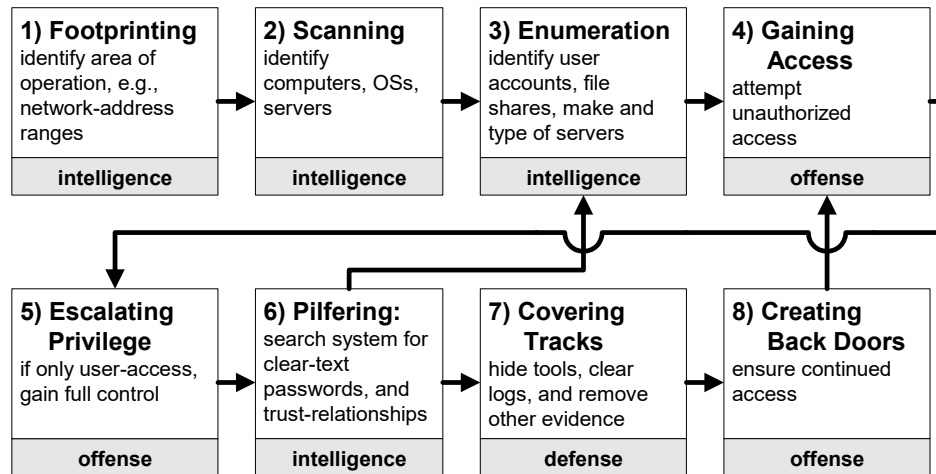 1) Footprinting
identify area of
operation, e.g.,
network-address
ranges
intelligence
2) Scanning
identify
computers, OSs,
servers
intelligence
3) Enumeration
identify user
accounts, file
shares, make and
type of servers
intelligence
4) Gaining
Access
attempt
unauthorized
access
offense
5) Escalating
Privilege
if only user-access,
gain full control
offense
6) Pilfering:
search system for
clear-text
passwords, and
trust-relationships
intelligence
7) Covering
Tracks
hide tools, clear
logs, and remove
other evidence
defense
8) Creating
Back Doors
ensure continued
access
offense